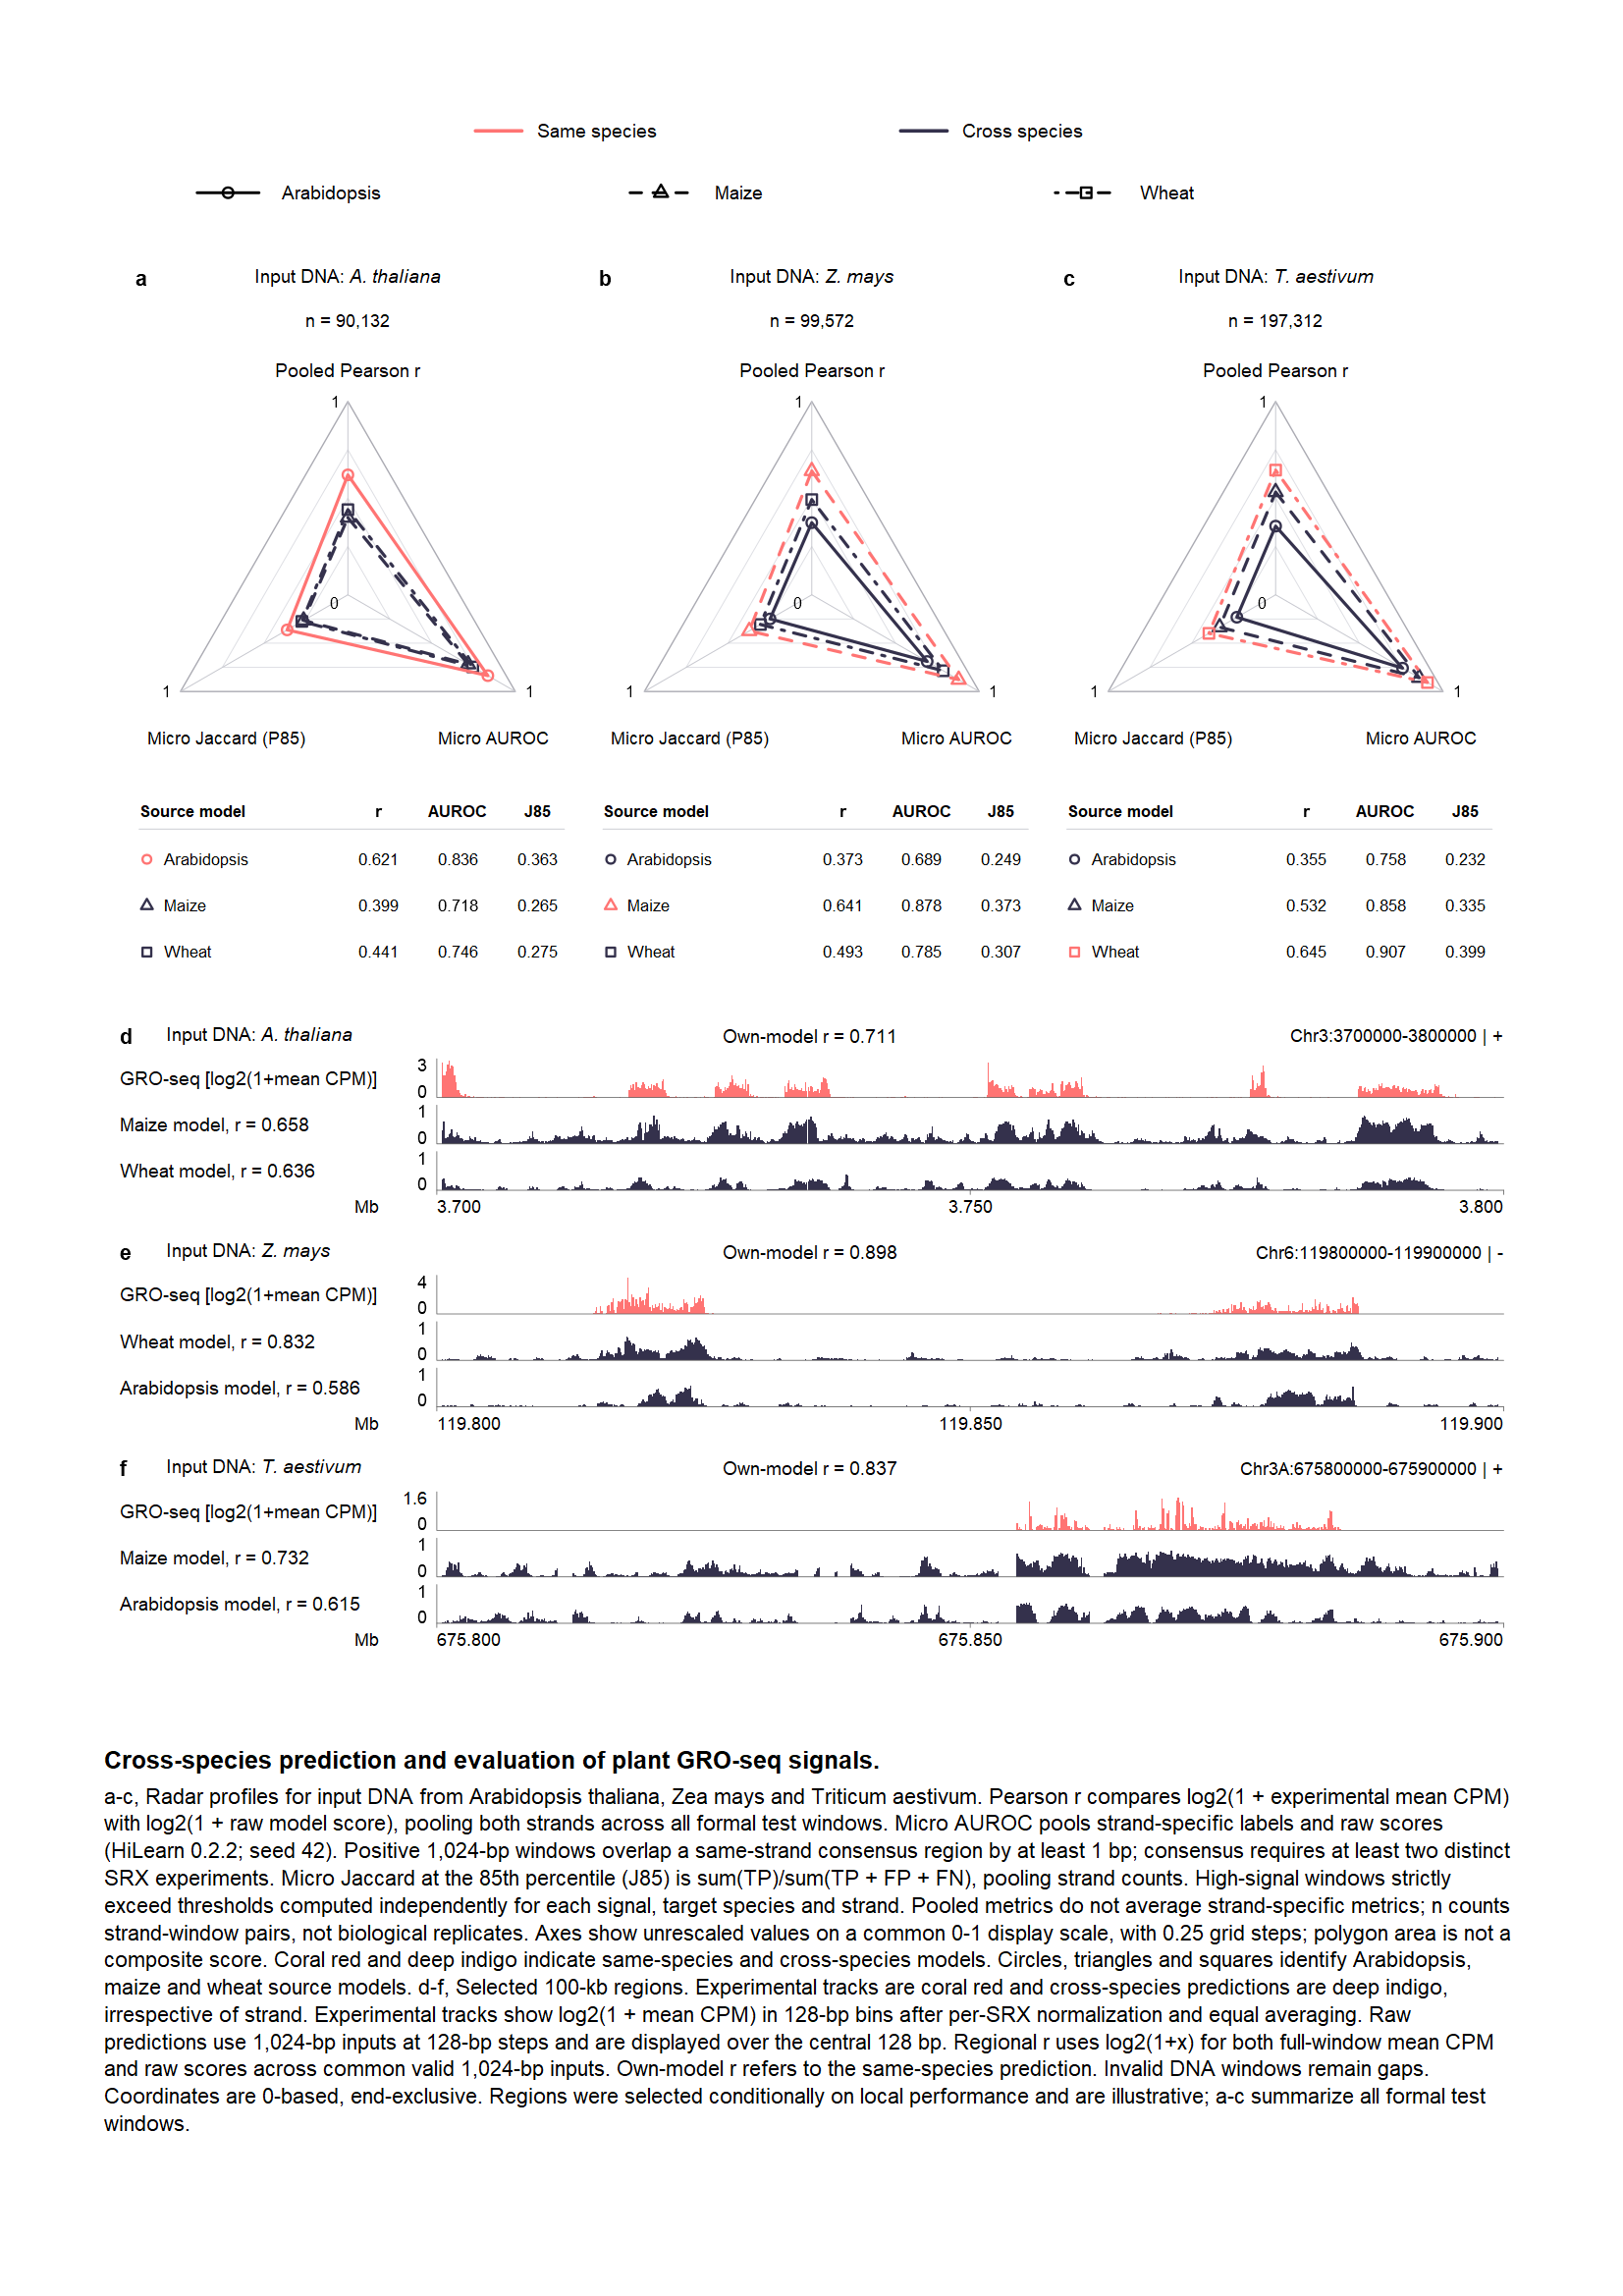 Same species
Cross species
Arabidopsis
Maize
Wheat
a
Input DNA: A. thaliana
n = 90,132
Pooled Pearson r
1
0
1
1
Micro Jaccard (P85)
Micro AUROC
b
Input DNA: Z. mays
n = 99,572
Pooled Pearson r
1
0
1
1
Micro Jaccard (P85)
Micro AUROC
c
Input DNA: T. aestivum
n = 197,312
Pooled Pearson r
1
0
1
1
Micro Jaccard (P85)
Micro AUROC
Source model r AUROC J85
Arabidopsis 0.621 0.836 0.363
Maize 0.399 0.718 0.265
Wheat 0.441 0.746 0.275
Source model r AUROC J85
Arabidopsis 0.373 0.689 0.249
Maize 0.641 0.878 0.373
Wheat 0.493 0.785 0.307
Source model r AUROC J85
Arabidopsis 0.355 0.758 0.232
Maize 0.532 0.858 0.335
Wheat 0.645 0.907 0.399
d Input DNA: A. thaliana Own-model r = 0.711 Chr3:3700000-3800000 | +
GRO-seq [log2(1+mean CPM)] 3
0
Maize model, r = 0.658 1
0
Wheat model, r = 0.636 1
0
Mb 3.700 3.750 3.800
e Input DNA: Z. mays Own-model r = 0.898 Chr6:119800000-119900000 | -
GRO-seq [log2(1+mean CPM)] 4
0
Wheat model, r = 0.832 1
0
Arabidopsis model, r = 0.586 1
0
Mb 119.800 119.850 119.900
f Input DNA: T. aestivum Own-model r = 0.837 Chr3A:675800000-675900000 | +
GRO-seq [log2(1+mean CPM)] 1.6
0
Maize model, r = 0.732 1
0
Arabidopsis model, r = 0.615 1
0
Mb 675.800 675.850 675.900
Cross-species prediction and evaluation of plant GRO-seq signals.
a-c, Radar profiles for input DNA from Arabidopsis thaliana, Zea mays and Triticum aestivum. Pearson r compares log2(1 + experimental mean CPM)
with log2(1 + raw model score), pooling both strands across all formal test windows. Micro AUROC pools strand-specific labels and raw scores
(HiLearn 0.2.2; seed 42). Positive 1,024-bp windows overlap a same-strand consensus region by at least 1 bp; consensus requires at least two distinct
SRX experiments. Micro Jaccard at the 85th percentile (J85) is sum(TP)/sum(TP + FP + FN), pooling strand counts. High-signal windows strictly
exceed thresholds computed independently for each signal, target species and strand. Pooled metrics do not average strand-specific metrics; n counts
strand-window pairs, not biological replicates. Axes show unrescaled values on a common 0-1 display scale, with 0.25 grid steps; polygon area is not a
composite score. Coral red and deep indigo indicate same-species and cross-species models. Circles, triangles and squares identify Arabidopsis,
maize and wheat source models. d-f, Selected 100-kb regions. Experimental tracks are coral red and cross-species predictions are deep indigo,
irrespective of strand. Experimental tracks show log2(1 + mean CPM) in 128-bp bins after per-SRX normalization and equal averaging. Raw
predictions use 1,024-bp inputs at 128-bp steps and are displayed over the central 128 bp. Regional r uses log2(1+x) for both full-window mean CPM
and raw scores across common valid 1,024-bp inputs. Own-model r refers to the same-species prediction. Invalid DNA windows remain gaps.
Coordinates are 0-based, end-exclusive. Regions were selected conditionally on local performance and are illustrative; a-c summarize all formal test
windows.